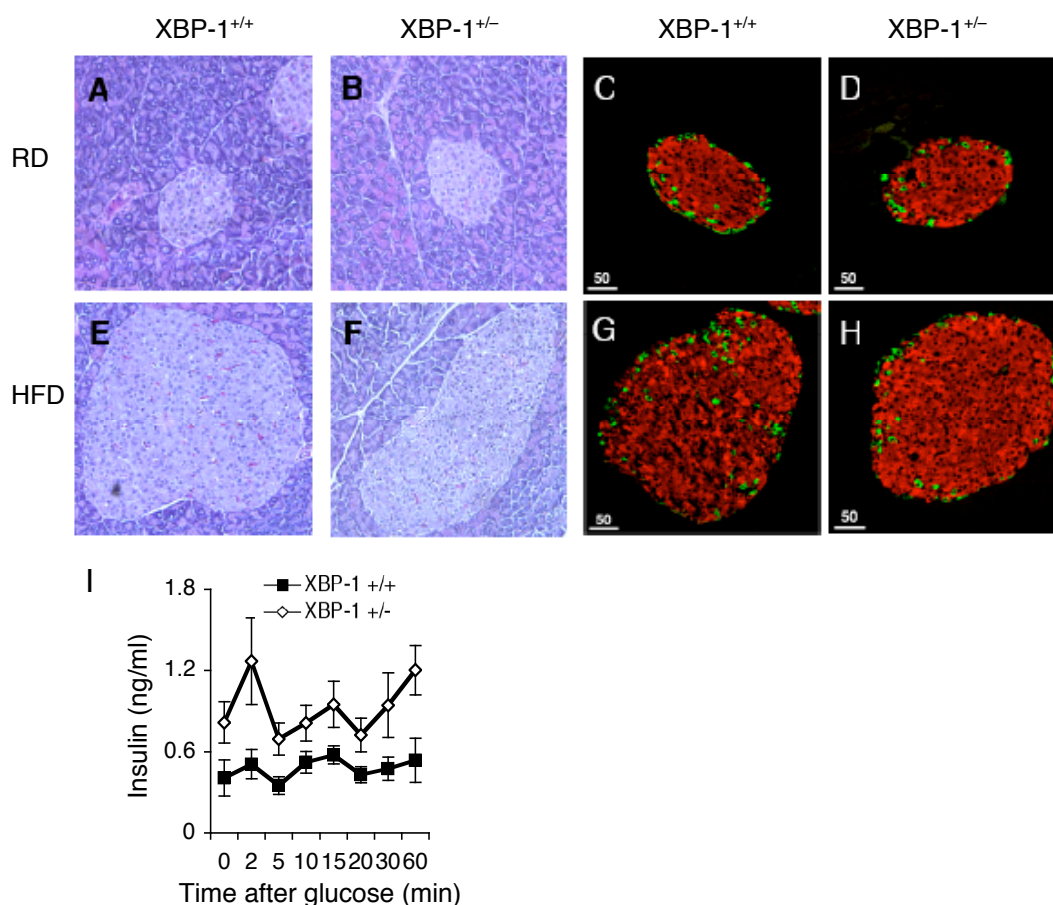 XBP-1+/+ XBP-1+/– XBP-1+/+ XBP-1+/–
RD
A B C D
50 50
HFD
E F G H
50 50
I
XBP-1 +/+
XBP-1 +/-
Insulin (ng/ml)
1.8
1.2
0.6
0
0 2 5 10 15 20 30 60
Time after glucose (min)